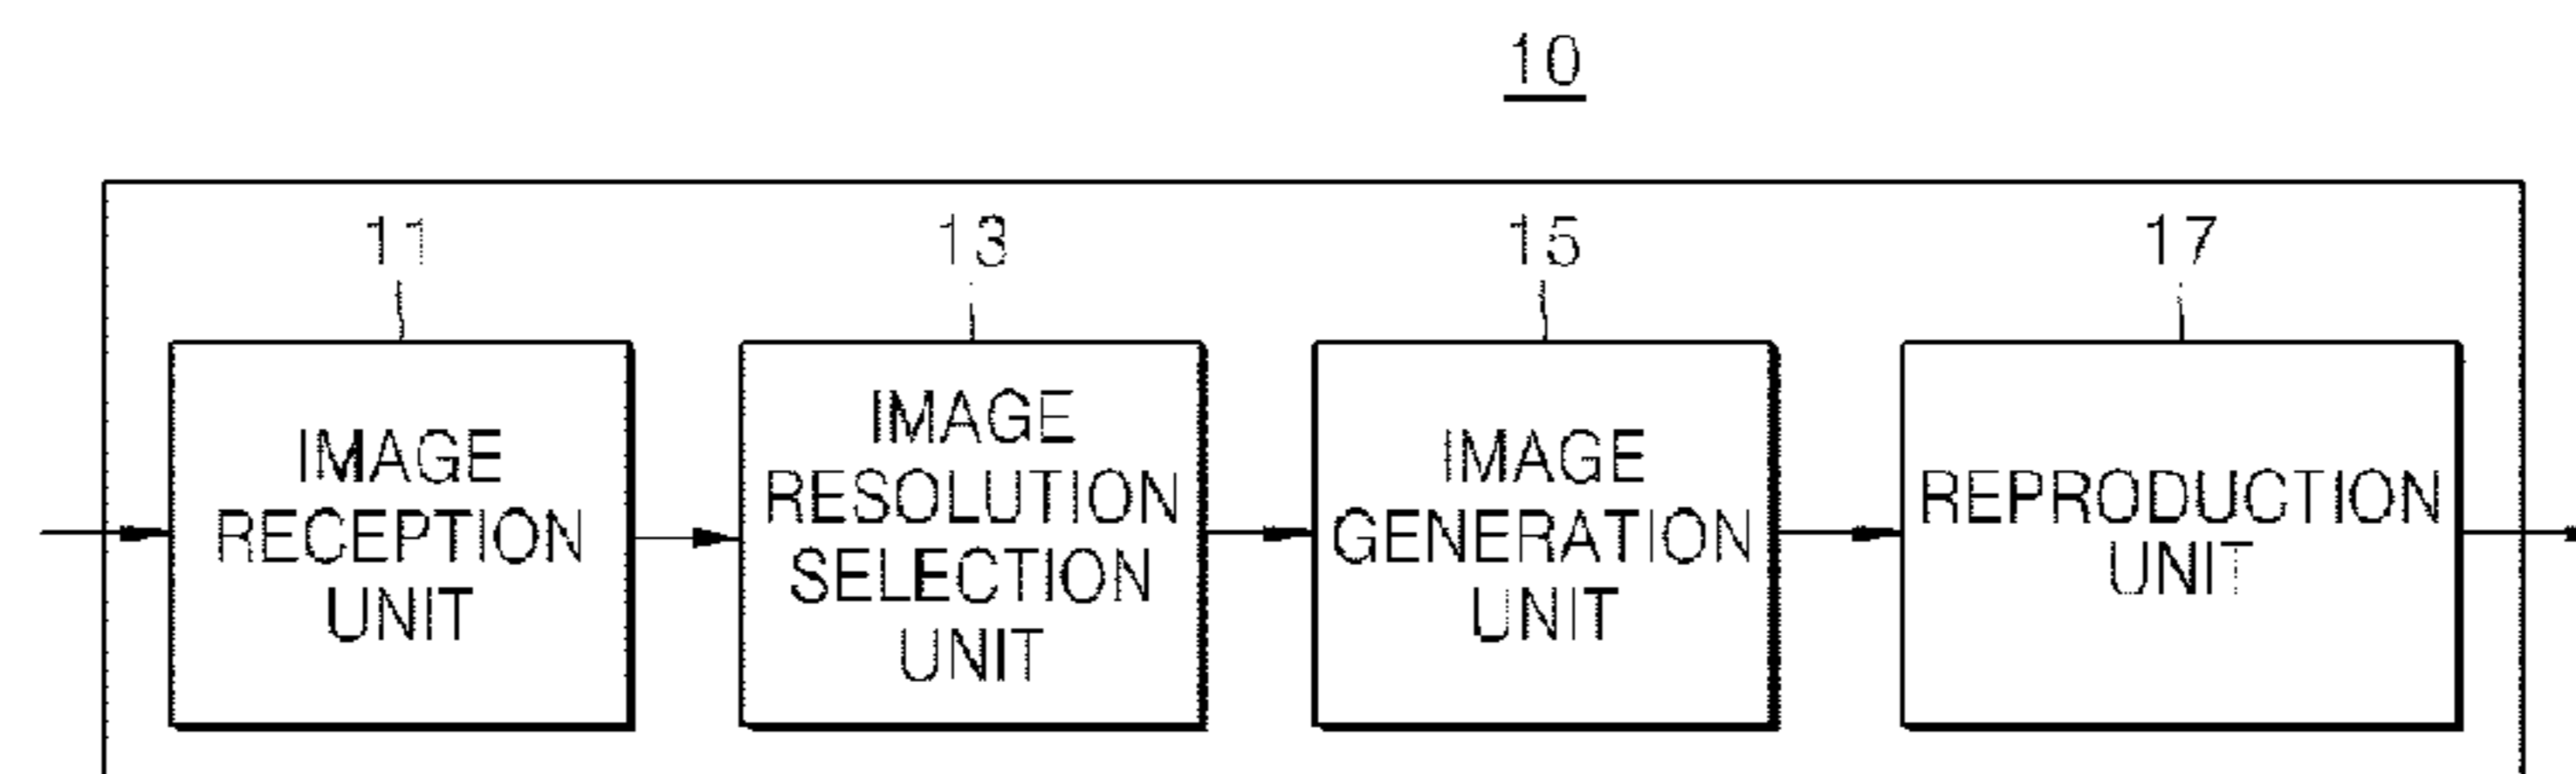 10
11
13
15
17
IMAGE
RECEPTION
UNIT
IMAGE
RESOLUTION
SELECTION
UNIT
IMAGE
GENERATION
UNIT
REPRODUCTION
UNIT